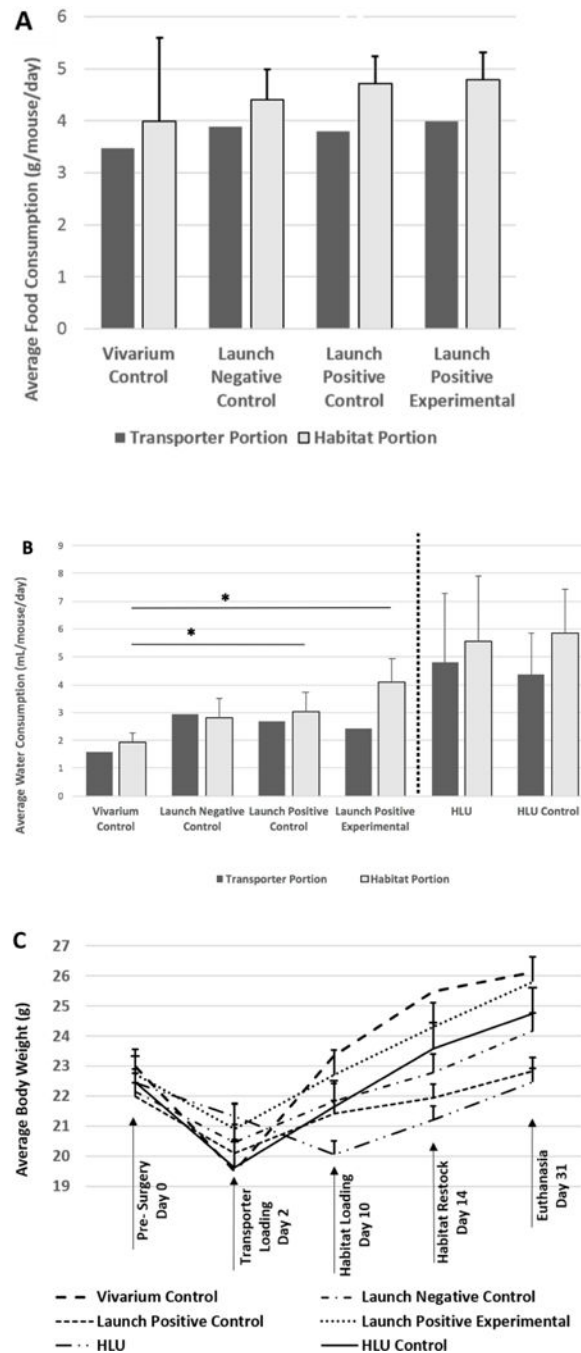 A
Average Food Consumption (g/mouse/day)
6
5
4
3
2
1
0
Vivarium Control
Launch Negative Control
Launch Positive Control
Launch Positive Experimental
Transporter Portion
Habitat Portion
B
Average Water Consumption (mL/mouse/day)
9
8
7
6
5
4
3
2
1
0
*
*
Vivarium Control
Launch Negative Control
Launch Positive Control
Launch Positive Experimental
HLU
HLU Control
Transporter Portion
Habitat Portion
C
Average Body Weight (g)
27
26
25
24
23
22
21
20
19
Pre- Surgery
Day 0
Transporter
Loading
Day 2
Habitat Loading
Day 10
Habitat Restock
Day 14
Euthanasia
Day 31
Vivarium Control
Launch Negative Control
Launch Positive Control
Launch Positive Experimental
HLU
HLU Control